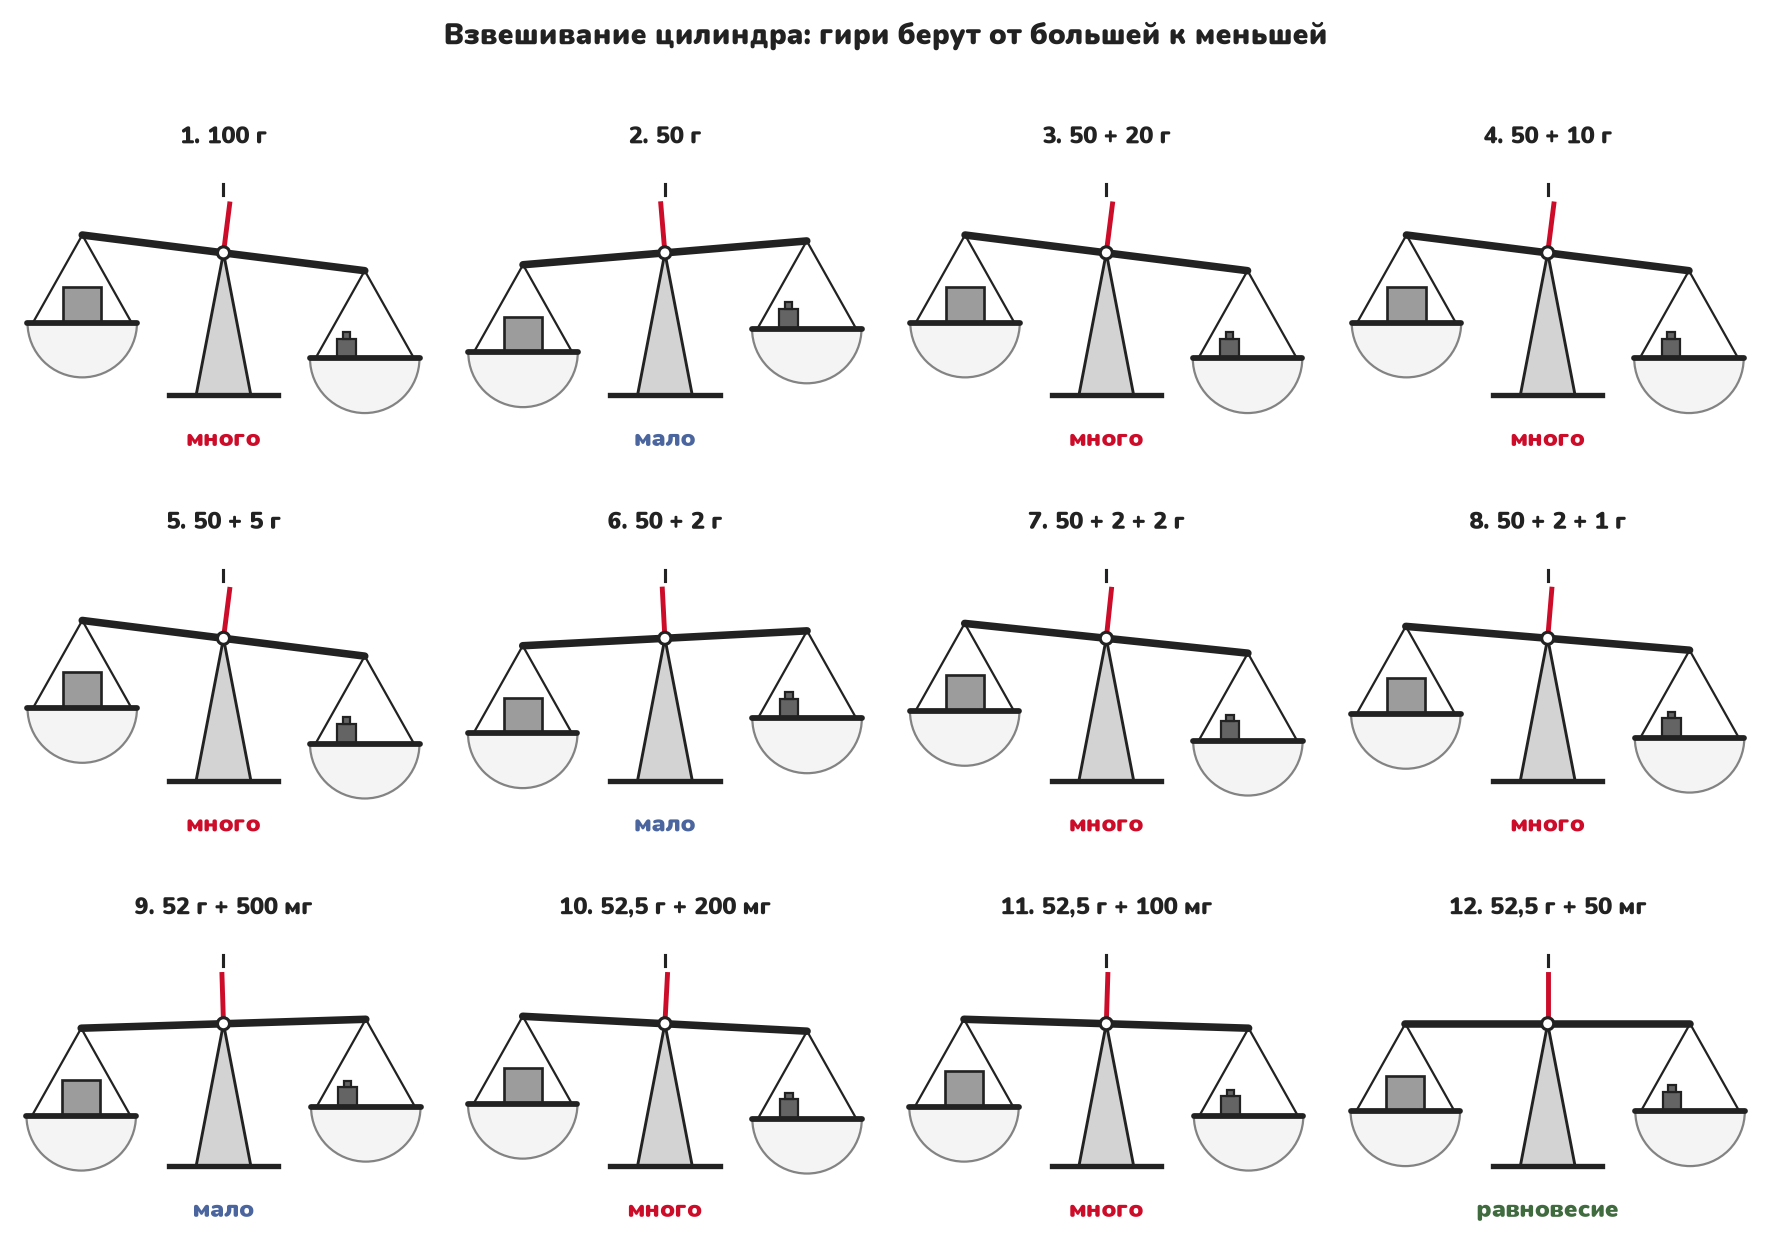 Взвешивание цилиндра: гири берут от большей к меньшей
1. 100 г
2. 50 г
3. 50 + 20 г
4. 50 + 10 г
много
мало
много
много
5. 50 + 5 г
6. 50 + 2 г
7. 50 + 2 + 2 г
8. 50 + 2 + 1 г
много
мало
много
много
9. 52 г + 500 мг
10. 52,5 г + 200 мг
11. 52,5 г + 100 мг
12. 52,5 г + 50 мг
мало
много
много
равновесие